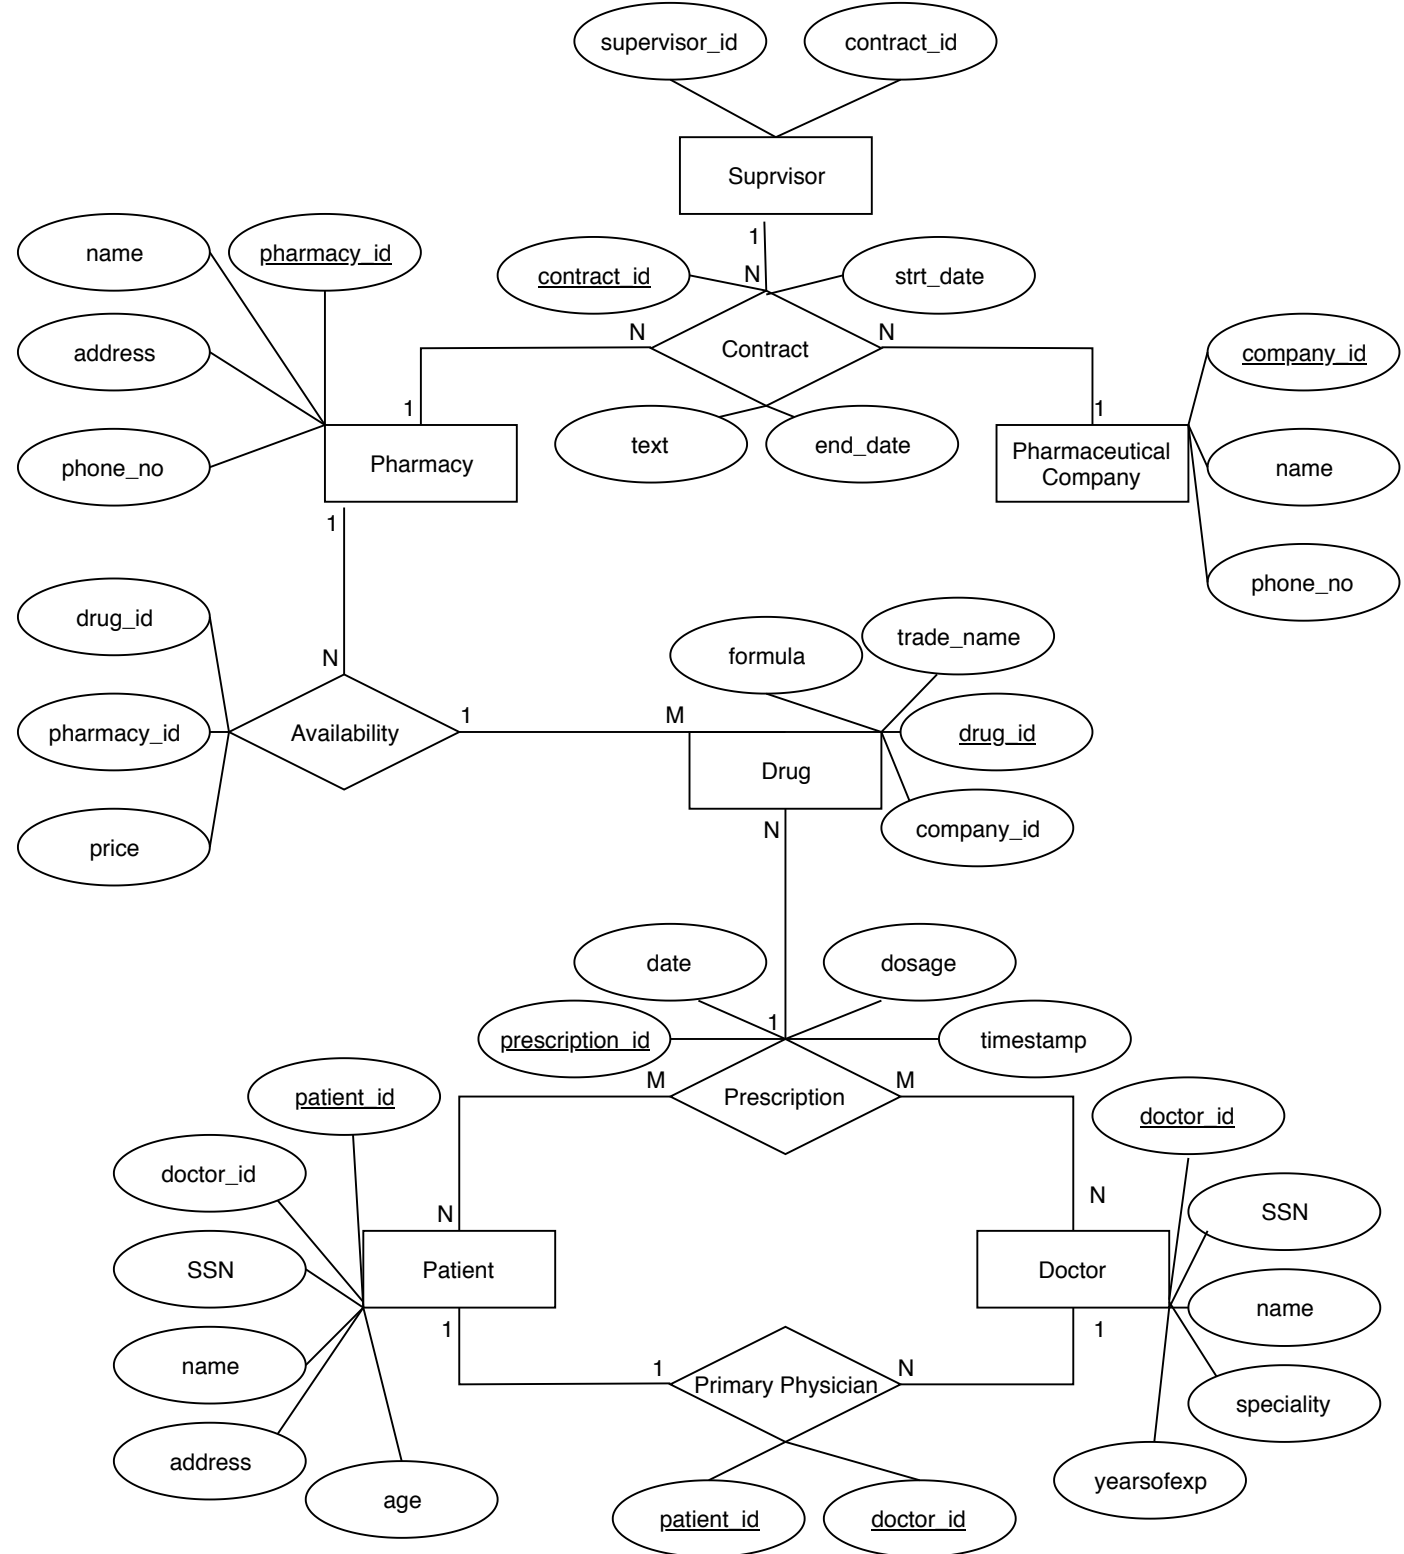 supervisor_id
contract_id
Suprvisor
1
name
pharmacy_id
contract_id
N
strt_date
address
N
Contract
N
company_id
1
1
phone_no
Pharmacy
text
end_date
Pharmaceutical
Company
name
1
phone_no
drug_id
trade_name
formula
N
pharmacy_id
Availability
1
M
drug_id
Drug
price
N
company_id
date
dosage
prescription_id
1
timestamp
patient_id
M
Prescription
M
doctor_id
doctor_id
N
N
SSN
SSN
Patient
Doctor
name
name
1
1
1
Primary Physician
N
address
speciality
age
yearsofexp
patient_id
doctor_id